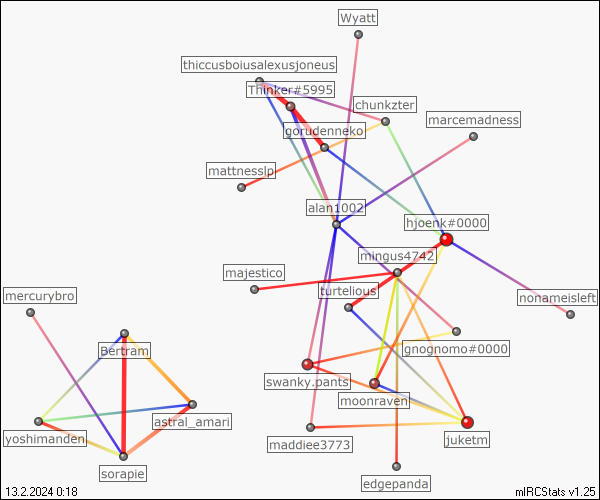 Wyatt
thiccusboiusalexusjoneus
Thinker#5995
chunkzter
marcemadness
gorudenneko
mattnesslp
alan1002
hjoenk#0000
mingus4742
majestico
turtelious
mercurybro
nonameisleft
Bertram
gnognomo#0000
swanky.pants
moonraven
astral_amari
yoshimanden
maddiee3773
juketm
sorapie
edgepanda
13.2.2024 0:18
mIRCStats v1.25